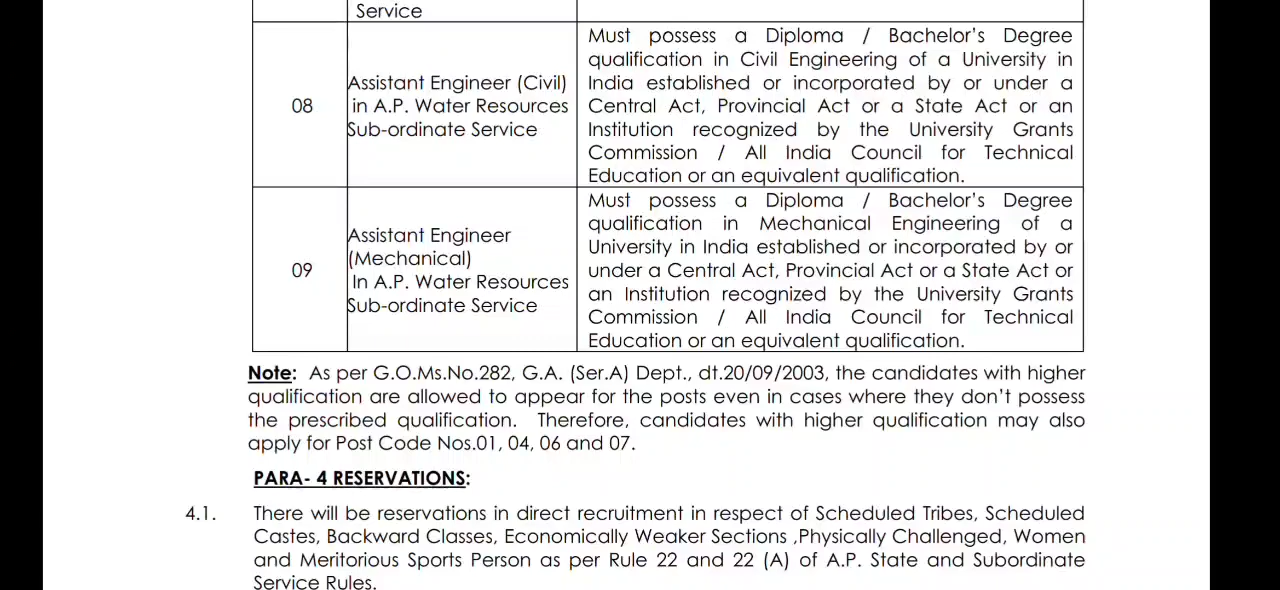 Service
08
Assistant Engineer (Civil)
in A.P. Water Resources
Sub-ordinate Service
Must possess a Diploma / Bachelor's Degree
qualification in Civil Engineering of a University in
India established or incorporated by or under a
Central Act, Provincial Act or a State Act or an
Institution recognized by the University Grants
Commission / All India Council for Technical
Education or an equivalent qualification.
09
Assistant Engineer
(Mechanical)
In A.P. Water Resources
Sub-ordinate Service
Must possess a Diploma / Bachelor's Degree
qualification in Mechanical Engineering of a
University in India established or incorporated by or
under a Central Act, Provincial Act or a State Act or
an Institution recognized by the University Grants
Commission / All India Council for Technical
Education or an equivalent qualification.
Note: As per G.O.Ms.No.282, G.A. (Ser.A) Dept., dt.20/09/2003, the candidates with higher
qualification are allowed to appear for the posts even in cases where they don't possess
the prescribed qualification. Therefore, candidates with higher qualification may also
apply for Post Code Nos.01, 04, 06 and 07.
PARA- 4 RESERVATIONS:
4.1. There will be reservations in direct recruitment in respect of Scheduled Tribes, Scheduled
Castes, Backward Classes, Economically Weaker Sections ,Physically Challenged, Women
and Meritorious Sports Person as per Rule 22 and 22 (A) of A.P. State and Subordinate
Service Rules.